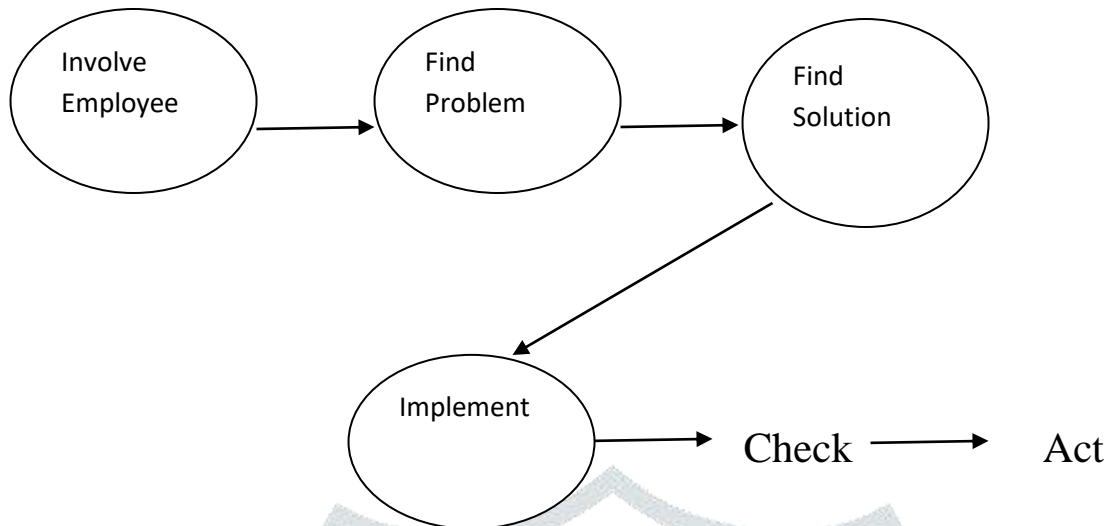 Involve
Employee
Find
Problem
Find
Solution
Implement
Check
Act